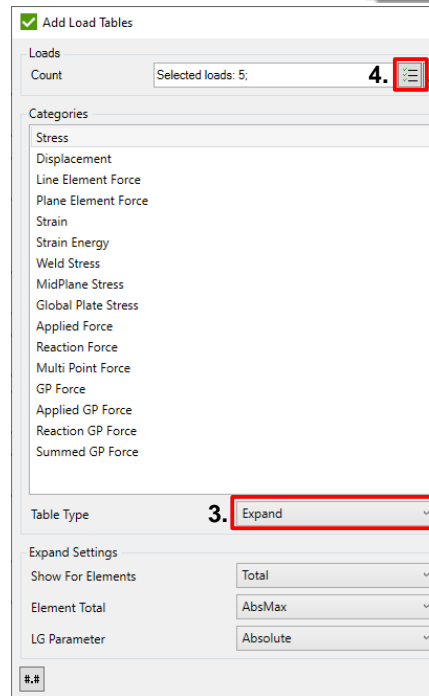 Add Load Tables
Loads
Count Selected loads: 5; 4.
Categories
Stress
Displacement
Line Element Force
Plane Element Force
Strain
Strain Energy
Weld Stress
MidPlane Stress
Global Plate Stress
Applied Force
Reaction Force
Multi Point Force
GP Force
Applied GP Force
Reaction GP Force
Summed GP Force
Table Type 3. Expand
Expand Settings
Show For Elements Total
Element Total AbsMax
LG Parameter Absolute
#.#